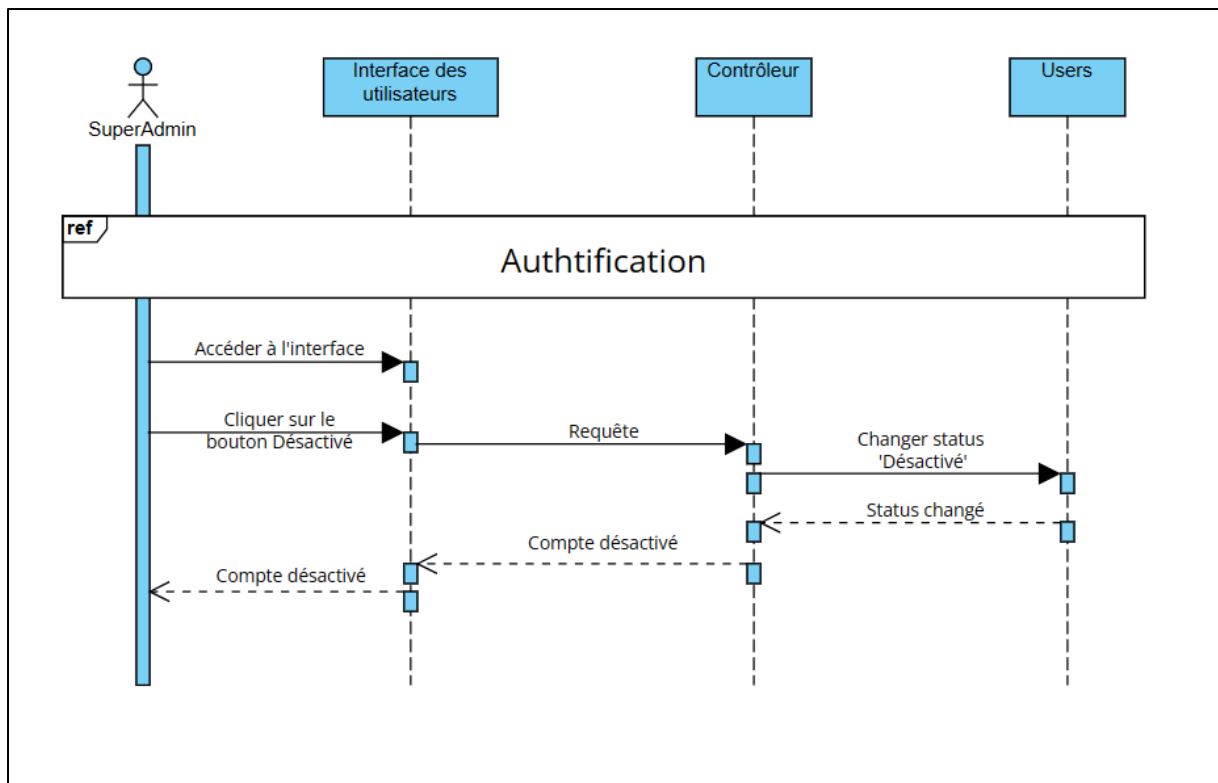 Interface des
utilisateurs
Contrôleur
Users
SuperAdmin
ref
Authtification
Accéder à l'interface
Cliquer sur le
bouton Désactivé
Requête
Changer status
'Désactivé'
Status changé
Compte désactivé
Compte désactivé